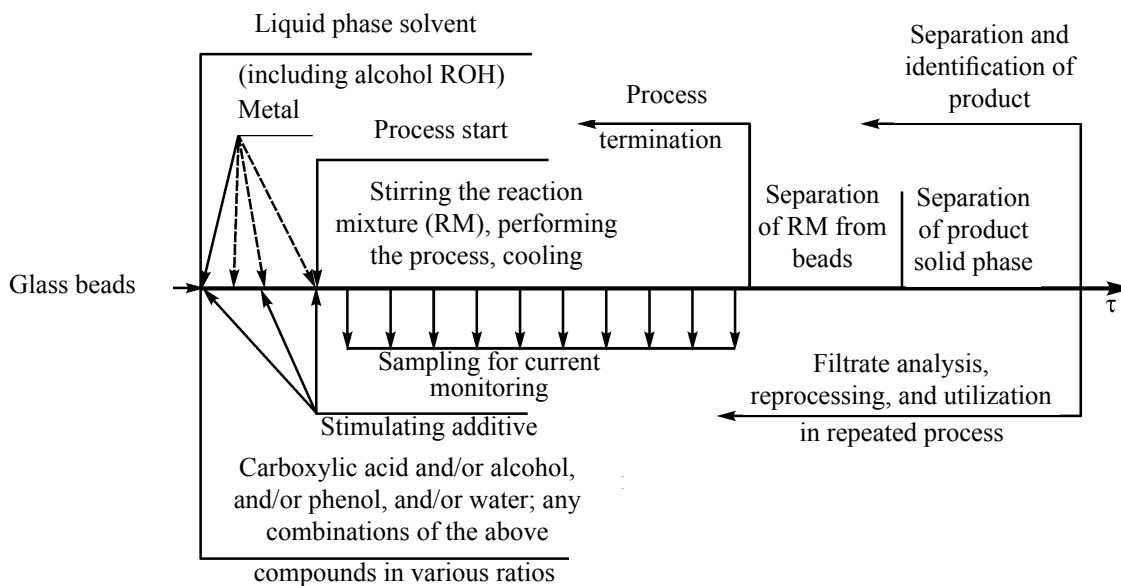 Liquid phase solvent
(including alcohol ROH)
Metal
Process start
Stirring the reaction
mixture (RM), performing
the process, cooling
Process
termination
Separation and
identification of
product
Separation
of RM from
beads
Separation
of product
solid phase
Glass beads
τ
Sampling for current
monitoring
Stimulating additive
Carboxylic acid and/or alcohol,
and/or phenol, and/or water; any
combinations of the above
compounds in various ratios
Filtrate analysis,
reprocessing, and utilization
in repeated process